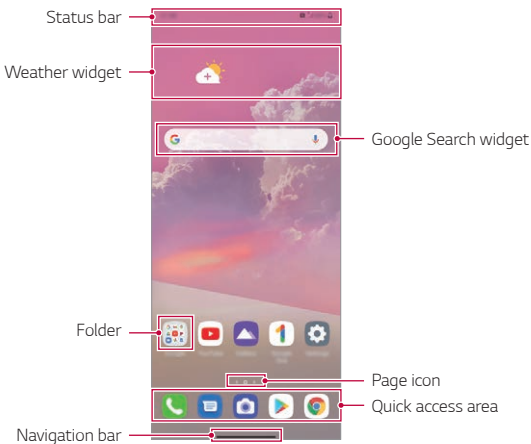 Status bar
Weather widget
Google Search widget
Folder
Page icon
Quick access area
Navigation bar